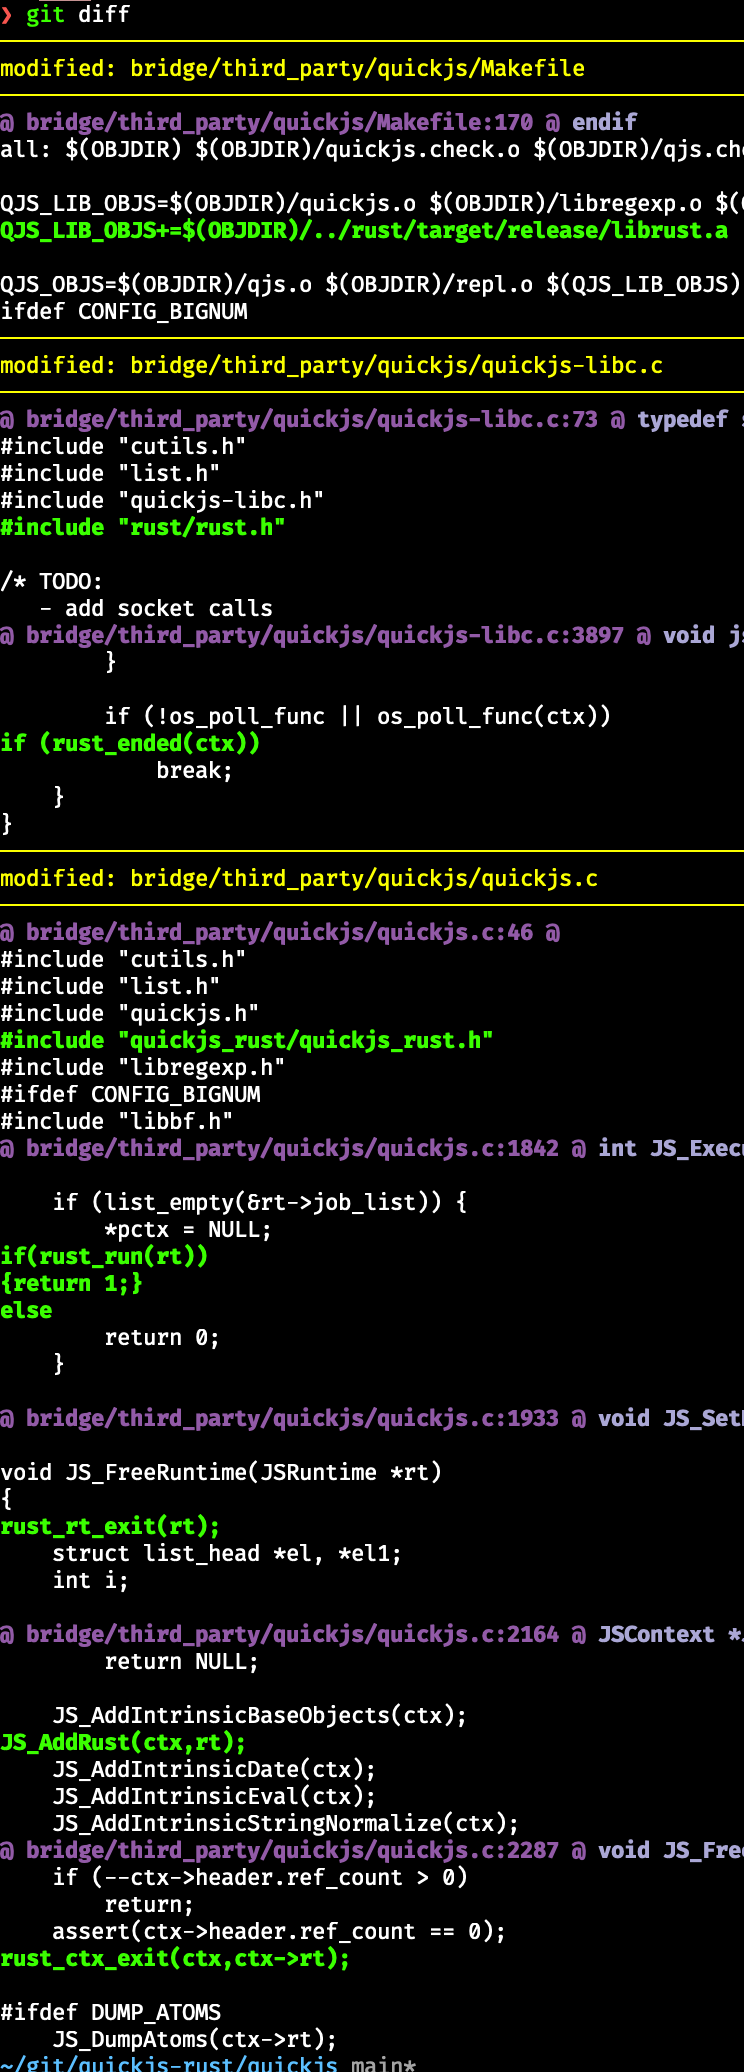 ❯ git diff
modified: bridge/third_party/quickjs/Makefile
@ bridge/third_party/quickjs/Makefile:170 @ endif
all: $(OBJDIR) $(OBJDIR)/quickjs.check.o $(OBJDIR)/qjs.che
QJS_LIB_OBJS=$(OBJDIR)/quickjs.o $(OBJDIR)/libregexp.o $(O
QJS_LIB_OBJS+=$(OBJDIR)/../rust/target/release/librust.a
QJS_OBJS=$(OBJDIR)/qjs.o $(OBJDIR)/repl.o $(QJS_LIB_OBJS)
ifdef CONFIG_BIGNUM
modified: bridge/third_party/quickjs/quickjs-libc.c
@ bridge/third_party/quickjs/quickjs-libc.c:73 @ typedef s
#include "cutils.h"
#include "list.h"
#include "quickjs-libc.h"
#include "rust/rust.h"
/* TODO:
   - add socket calls
@ bridge/third_party/quickjs/quickjs-libc.c:3897 @ void js
        }
        if (!os_poll_func || os_poll_func(ctx))
if (rust_ended(ctx))
            break;
    }
}
modified: bridge/third_party/quickjs/quickjs.c
@ bridge/third_party/quickjs/quickjs.c:46 @
#include "cutils.h"
#include "list.h"
#include "quickjs.h"
#include "quickjs_rust/quickjs_rust.h"
#include "libregexp.h"
#ifdef CONFIG_BIGNUM
#include "libbf.h"
@ bridge/third_party/quickjs/quickjs.c:1842 @ int JS_Execu
    if (list_empty(&rt->job_list)) {
        *pctx = NULL;
if(rust_run(rt))
{return 1;}
else
        return 0;
    }
@ bridge/third_party/quickjs/quickjs.c:1933 @ void JS_Set
void JS_FreeRuntime(JSRuntime *rt)
{
rust_rt_exit(rt);
    struct list_head *el, *el1;
    int i;
@ bridge/third_party/quickjs/quickjs.c:2164 @ JSContext *
        return NULL;
    JS_AddIntrinsicBaseObjects(ctx);
JS_AddRust(ctx,rt);
    JS_AddIntrinsicDate(ctx);
    JS_AddIntrinsicEval(ctx);
    JS_AddIntrinsicStringNormalize(ctx);
@ bridge/third_party/quickjs/quickjs.c:2287 @ void JS_Free
    if (--ctx->header.ref_count > 0)
        return;
    assert(ctx->header.ref_count == 0);
rust_ctx_exit(ctx,ctx->rt);
#ifdef DUMP_ATOMS
    JS_DumpAtoms(ctx->rt);
~/git/quickjs-rust/quickjs main*